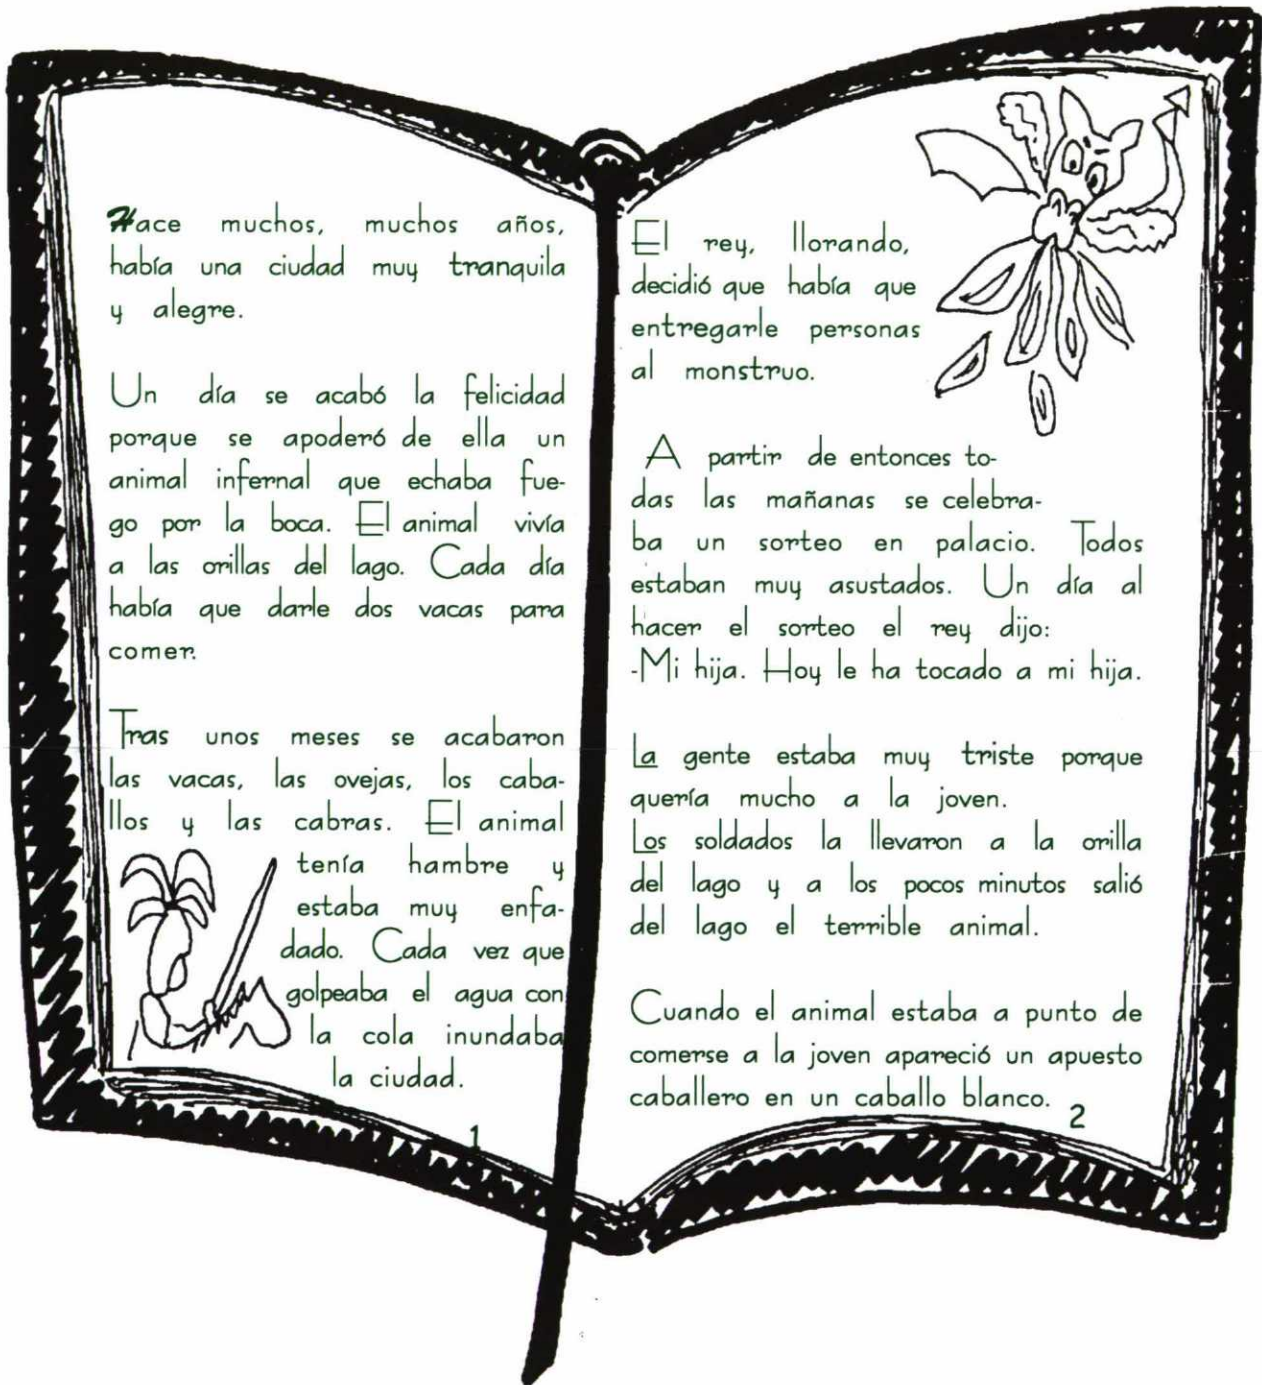 Hace muchos, muchos años,
había una ciudad muy tranquila
y alegre.
Un día se acabó la felicidad
porque se apoderó de ella un
animal infernal que echaba fue-
go por la boca. El animal vivía
a las orillas del lago. Cada día
había que darle dos vacas para
comer.
Tras unos meses se acabaron
las vacas, las ovejas, los caba-
llos y las cabras. El animal
tenía hambre y
estaba muy enfa-
dado. Cada vez que
golpeaba el agua con
la cola inundaba
la ciudad.
1
El rey, llorando,
decidió que había que
entregarle personas
al monstruo.
A partir de entonces to-
das las mañanas se celebra-
ba un sorteo en palacio. Todos
estaban muy asustados. Un día al
hacer el sorteo el rey dijo:
-Mi hija. Hoy le ha tocado a mi hija.
La gente estaba muy triste porque
quería mucho a la joven.
Los soldados la llevaron a la orilla
del lago y a los pocos minutos salió
del lago el terrible animal.
Cuando el animal estaba a punto de
comerse a la joven apareció un apuesto
caballero en un caballo blanco.
2